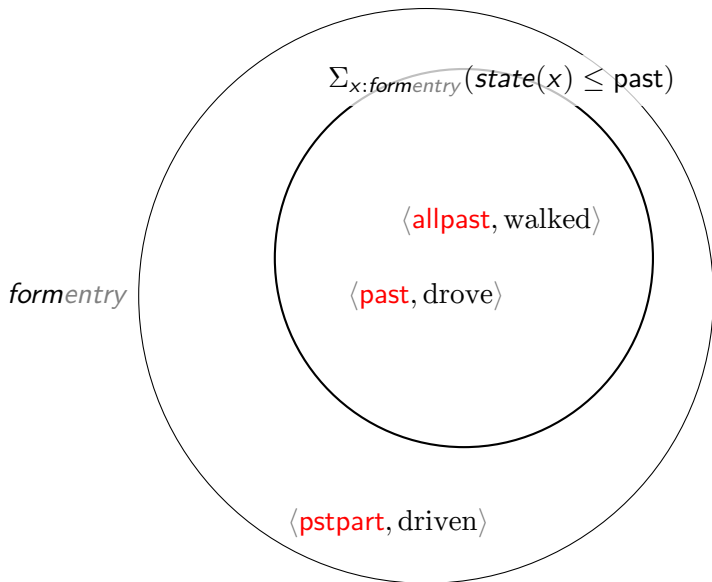 Σx:formentry(state(x) ≤ past)
⟨allpast, walked⟩
formentry
⟨past, drove⟩
⟨pstpart, driven⟩